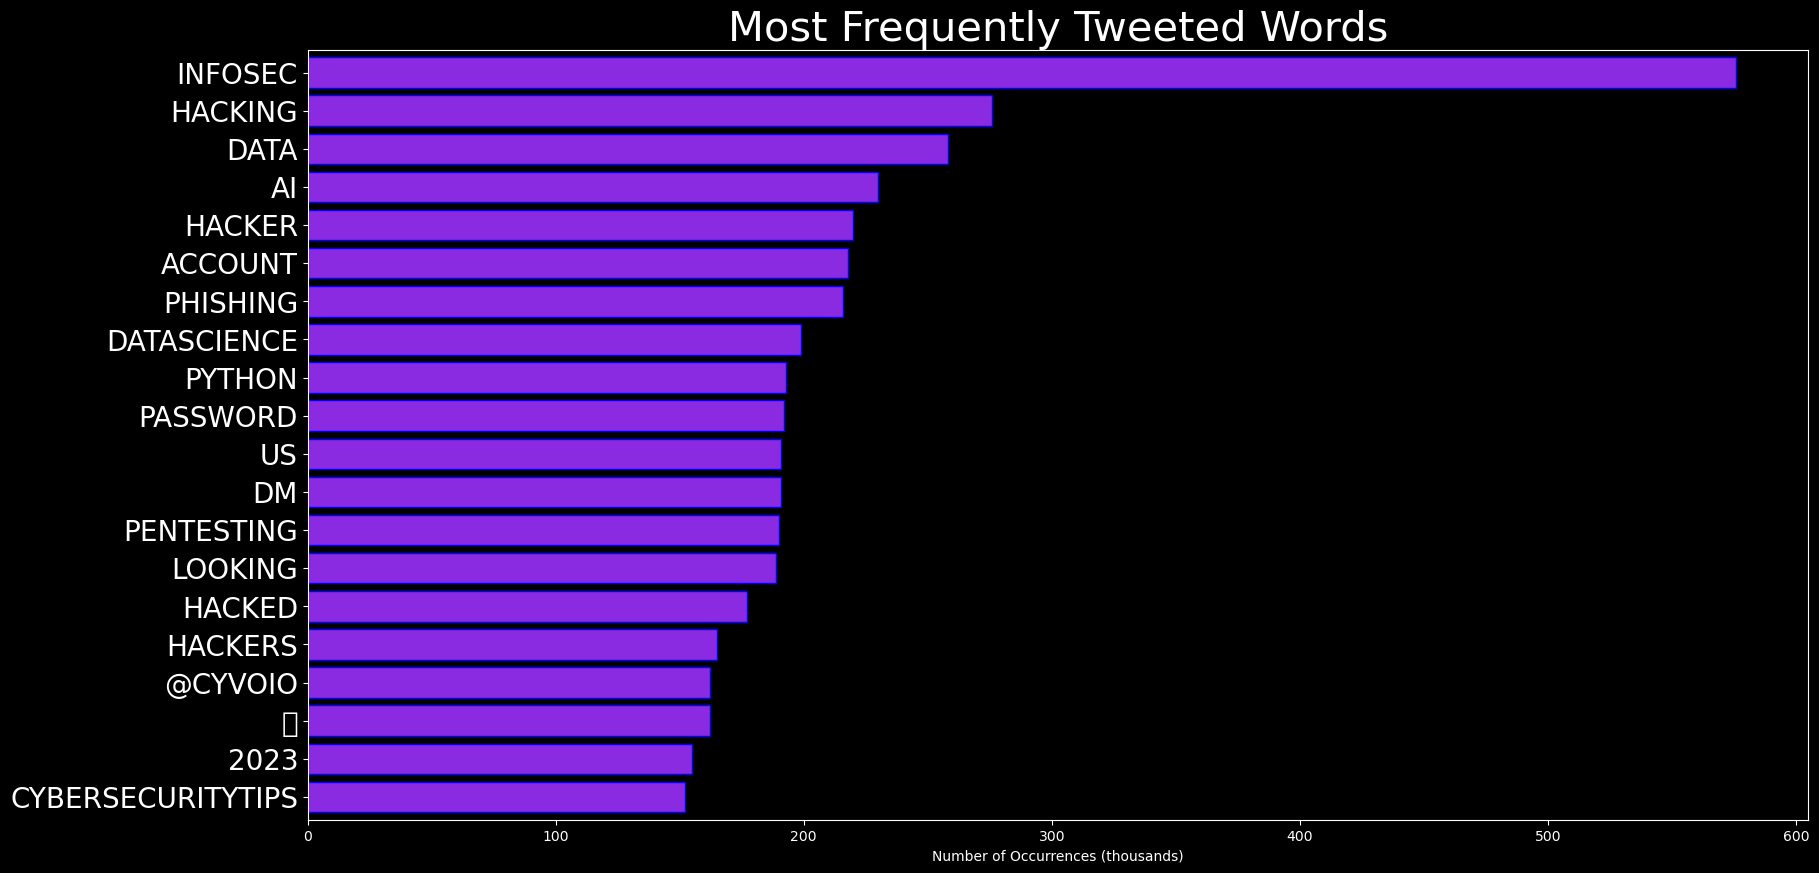 Most Frequently Tweeted Words
INFOSEC
HACKING
DATA
AI
HACKER
ACCOUNT
PHISHING
DATASCIENCE
PYTHON
PASSWORD
US
DM
PENTESTING
LOOKING
HACKED
HACKERS
@CYVOIO
2023
CYBERSECURITYTIPS
0 100 200 300 400 500 600
Number of Occurrences (thousands)